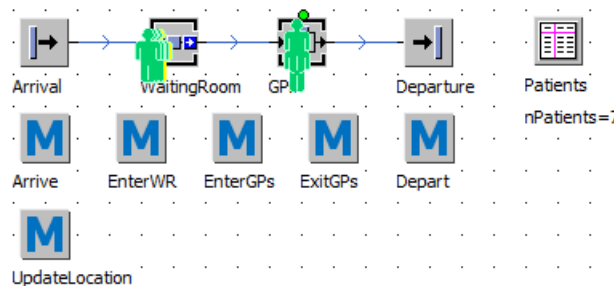 Arrival WaitingRoom GP Departure Patients
nPatients=7
M M M M M
Arrive EnterWR EnterGPs ExitGPs Depart
M
UpdateLocation